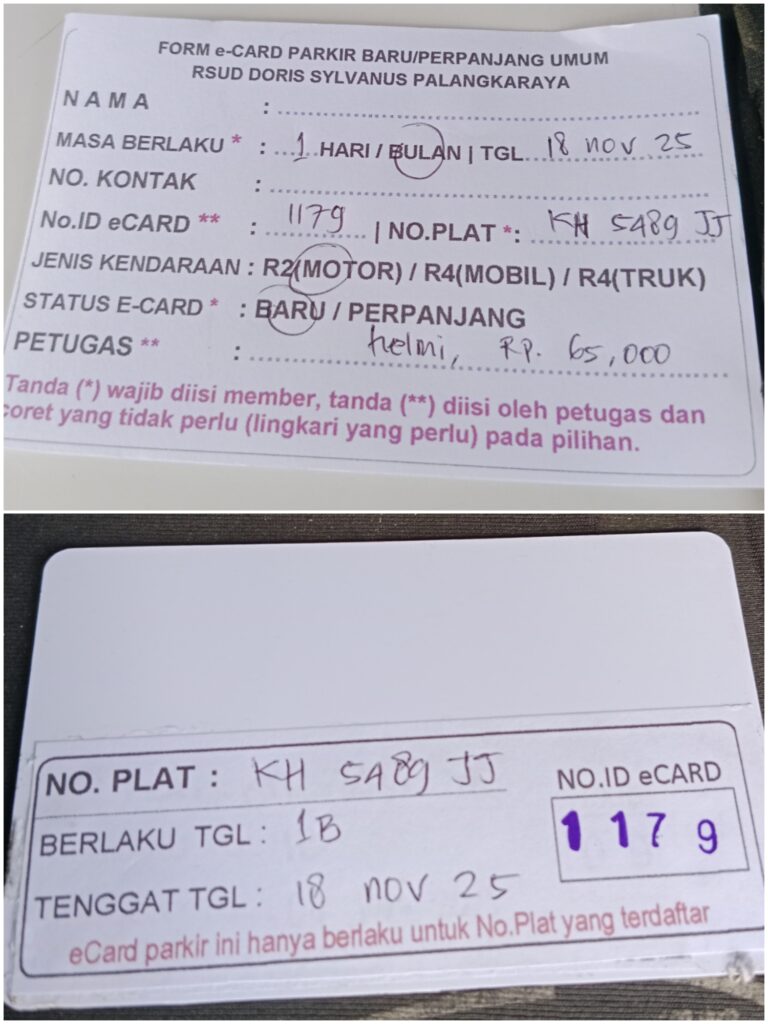 FORM e-CARD PARKIR BARU/PERPANJANG UMUM
RSUD DORIS SYLVANUS PALANGKARAYA
NAMA :
MASA BERLAKU * : 1 HARI / BULAN | TGL. 18 nov 25
NO. KONTAK :
No.ID eCARD ** : 1179 | NO.PLAT *: KH 5489 JJ
JENIS KENDARAAN : R2(MOTOR) / R4(MOBIL) / R4(TRUK)
STATUS E-CARD * : BARU / PERPANJANG
PETUGAS ** : helmi, RP. 65,000
Tanda (*) wajib diisi member, tanda (**) diisi oleh petugas dan
coret yang tidak perlu (lingkari yang perlu) pada pilihan.
NO. PLAT : KH 5489 JJ
NO.ID eCARD
1179
BERLAKU TGL : 1B
TENGGAT TGL : 18 nov 25
eCard parkir ini hanya berlaku untuk No.Plat yang terdaftar